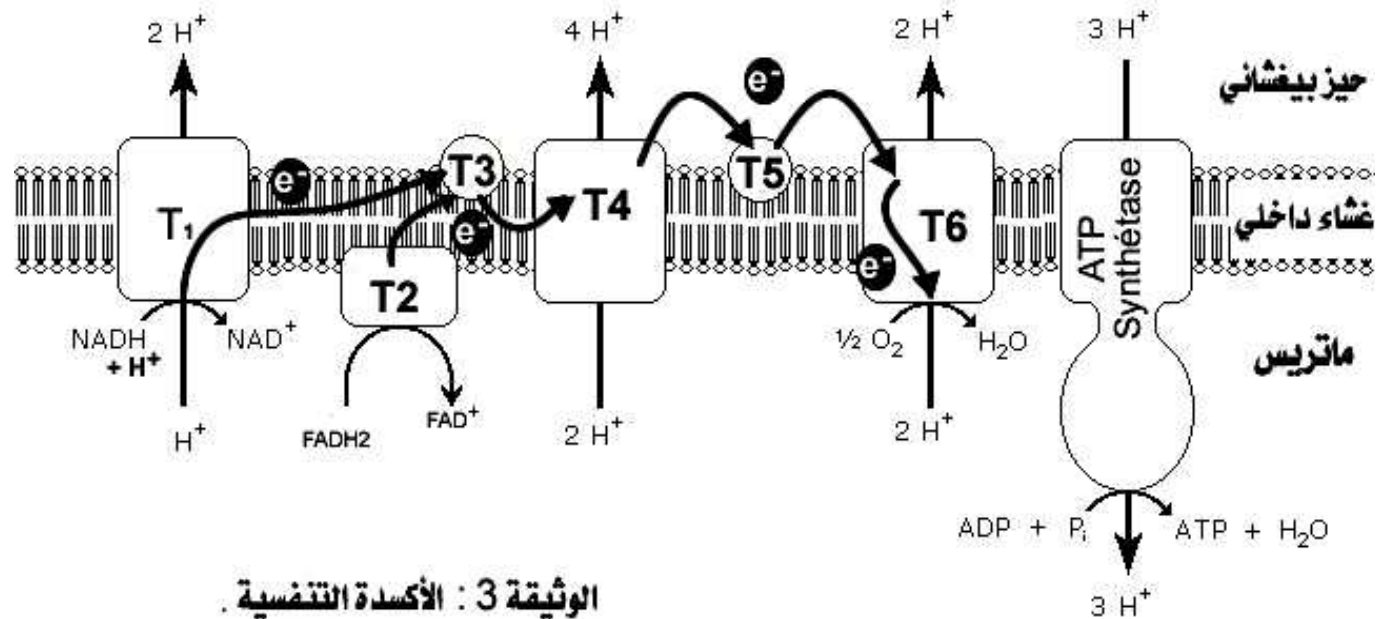 2 H⁺
4 H⁺
2 H⁺
3 H⁺
حيز بيغشائي
e⁻
e⁻
T₁
T3
e⁻
T4
T5
T6
ATP Synthétase
غشاء داخلي
T2
e⁻
NADH
+ H⁺
NAD⁺
½ O₂
H₂O
ماتريس
H⁺
FADH2
FAD⁺
2 H⁺
2 H⁺
ADP + Pᵢ
ATP + H₂O
الوثيقة 3 : الأكسدة التنفسية .
3 H⁺